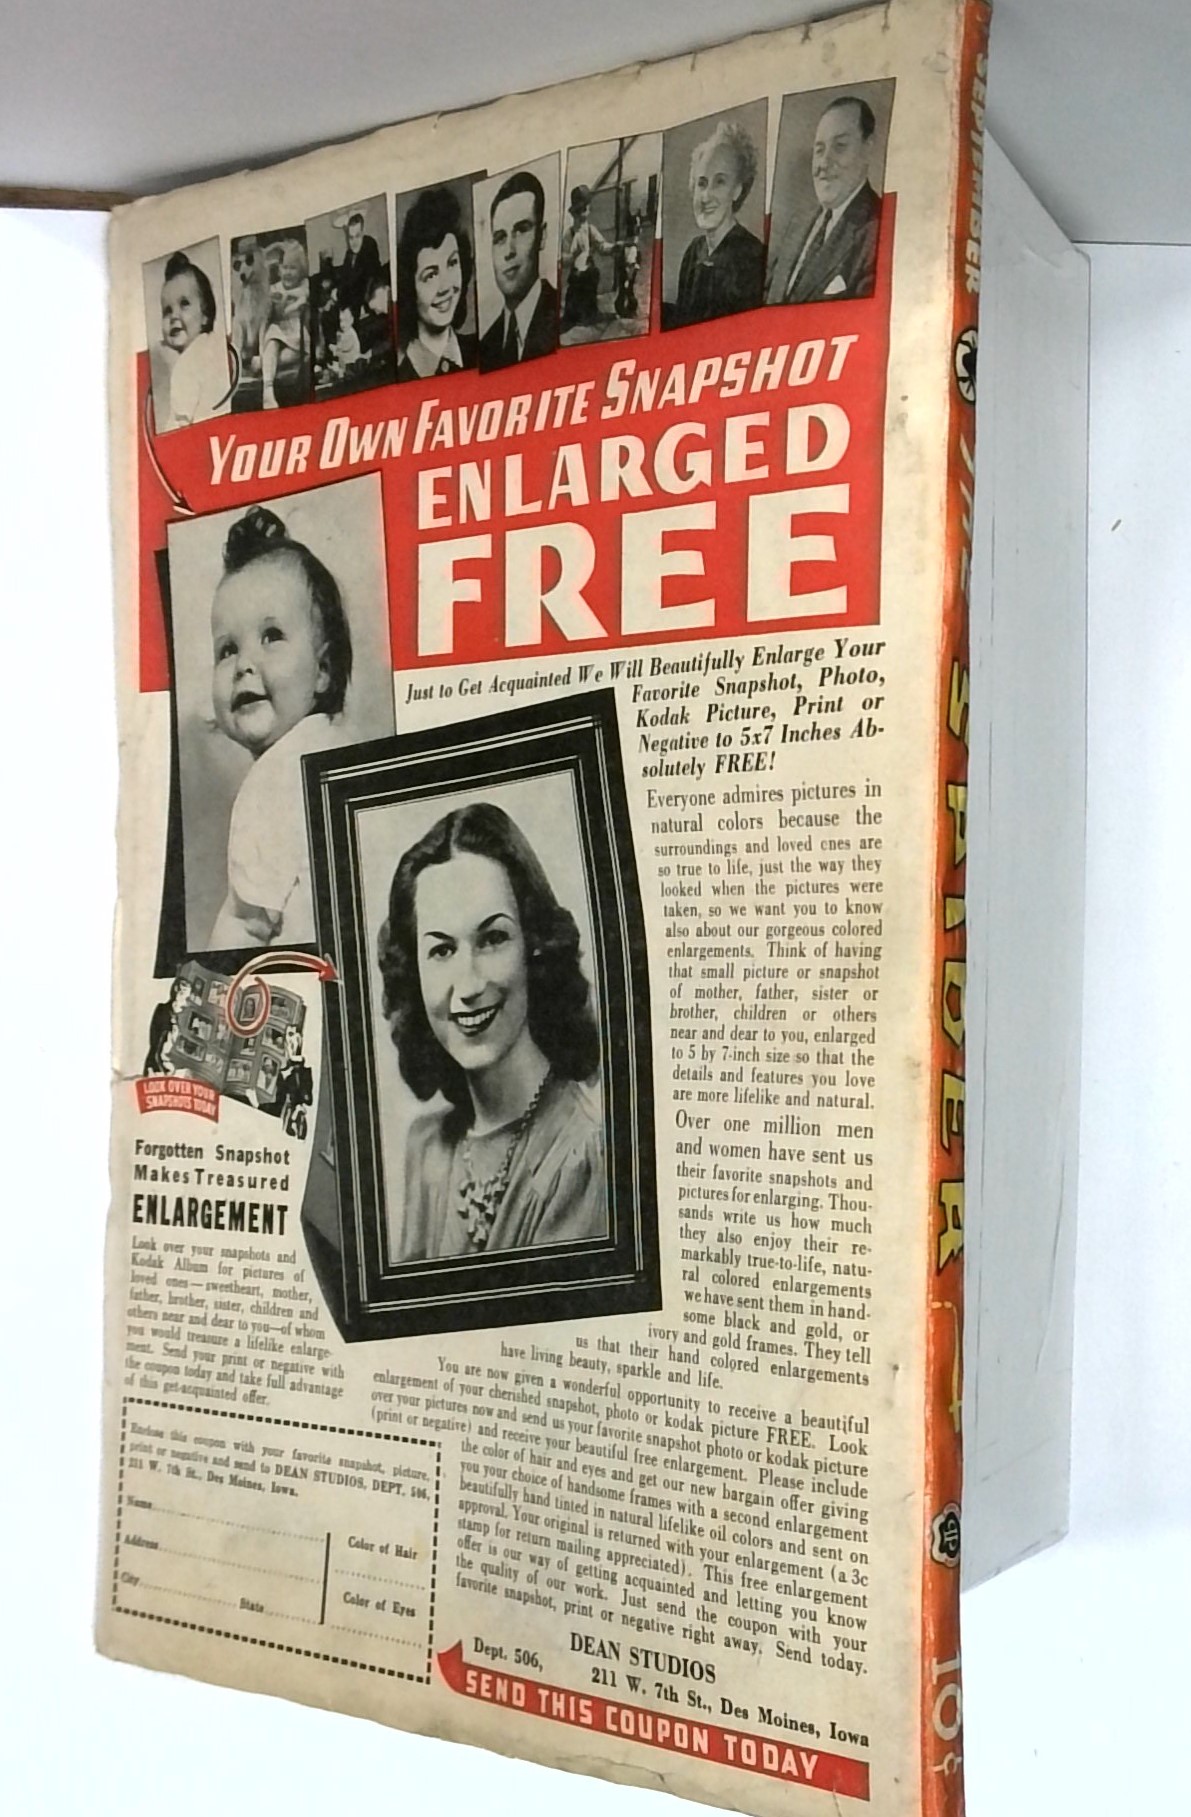 YOUR OWN FAVORITE SNAPSHOT
ENLARGED
FREE
Just to Get Acquainted We Will Beautifully Enlarge Your
Favorite Snapshot, Photo,
Kodak Picture, Print or
Negative to 5x7 Inches Ab-
solutely FREE!
Everyone admires pictures in
natural colors because the
surroundings and loved ones are
so true to life, just the way they
looked when the pictures were
taken, so we want you to know
also about our gorgeous colored
enlargements. Think of having
that small picture or snapshot
of mother, father, sister or
brother, children or others
near and dear to you, enlarged
to 5 by 7-inch size so that the
details and features you love
are more lifelike and natural.
Over one million men
and women have sent us
their favorite snapshots and
pictures for enlarging. Thou-
sands write us how much
they also enjoy their re-
markably true-to-life, natu-
ral colored enlargements
we have sent them in hand-
some black and gold, or
ivory and gold frames. They tell
us that their hand colored enlargements
have living beauty, sparkle and life.
You are now given a wonderful opportunity to receive a beautiful
enlargement of your cherished snapshot, photo or kodak picture FREE. Look
over your pictures now and send us your favorite snapshot photo or kodak picture
(print or negative) and receive your beautiful free enlargement. Please include
the color of hair and eyes and get our new bargain offer giving
you your choice of handsome frames with a second enlargement
beautifully hand tinted in natural lifelike oil colors and sent on
approval. Your original is returned with your enlargement (a 3c
stamp for return mailing appreciated). This free enlargement
offer is our way of getting acquainted and letting you know
the quality of our work. Just send the coupon with your
favorite snapshot, print or negative right away. Send today.
DEAN STUDIOS
Dept. 506, 211 W. 7th St., Des Moines, Iowa
SEND THIS COUPON TODAY
LOOK OVER YOUR
SNAPSHOTS TODAY
Forgotten Snapshot
Makes Treasured
ENLARGEMENT
Look over your snapshots and
Kodak Album for pictures of
loved ones—sweetheart, mother,
father, brother, sister, children and
others near and dear to you—of whom
you would treasure a lifelike enlarge-
ment. Send your print or negative with
the coupon today and take full advantage
of this get-acquainted offer.
Enclose this coupon with your favorite snapshot, picture,
print or negative and send to DEAN STUDIOS, DEPT. 506,
211 W. 7th St., Des Moines, Iowa.
Name
Address
City
State
Color of Hair
Color of Eyes
SEPTEMBER
THE SPIDER
10¢